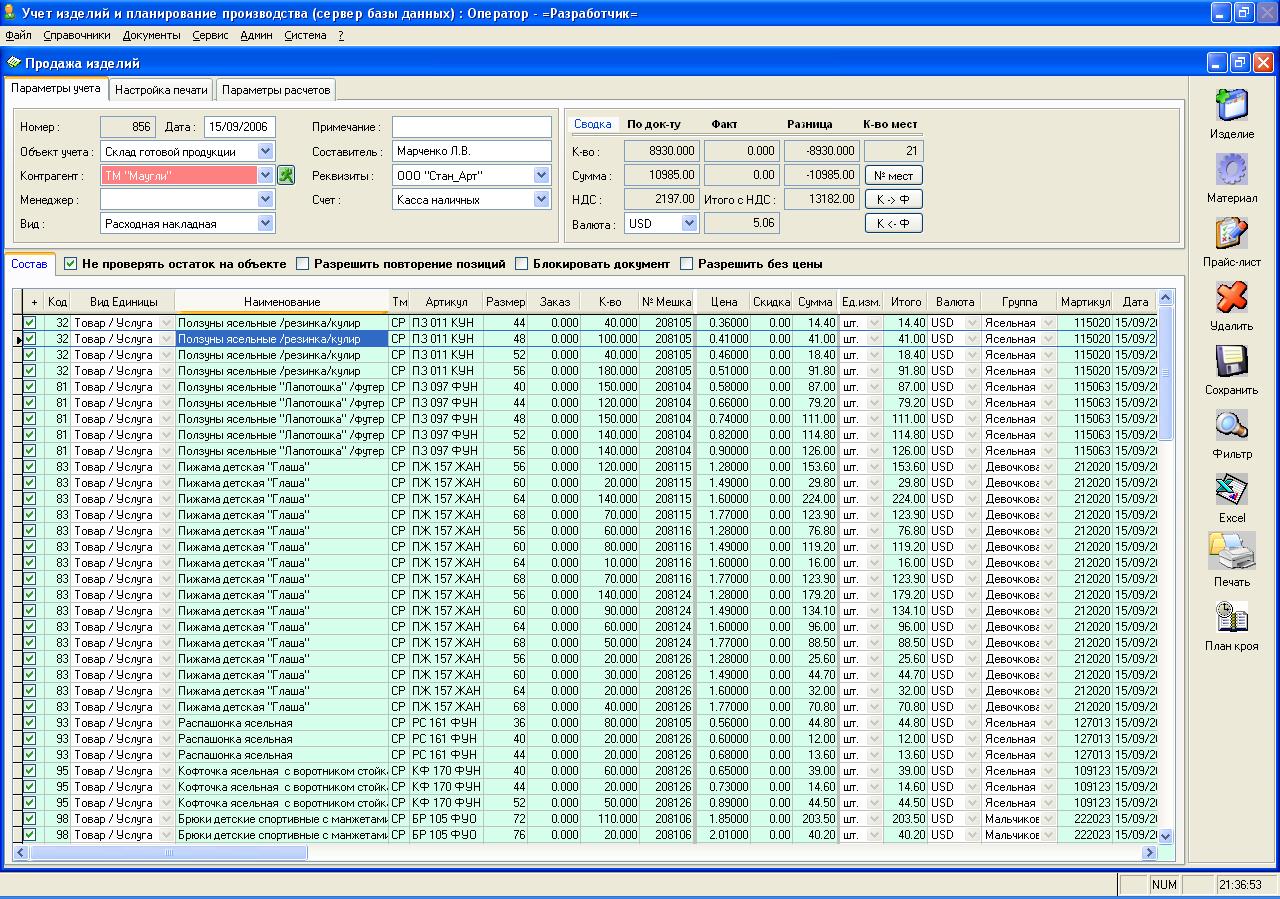 Учет изделий и планирование производства (сервер базы данных) : Оператор - =Разработчик=
Файл Справочники Документы Сервис Админ Система ?
Продажа изделий
Параметры учета Настройка печати Параметры расчетов
Номер : 856 Дата : 15/09/2006 Примечание :
Объект учета : Склад готовой продукции Составитель : Марченко Л.В.
Контрагент : ТМ "Маугли" Реквизиты : ООО "Стан_Арт"
Менеджер : Счет : Касса наличных
Вид : Расходная накладная
Сводка По док-ту Факт Разница К-во мест
К-во : 8930.000 0.000 -8930.000 21
Сумма : 10985.00 0.00 -10985.00 № мест
НДС : 2197.00 Итого с НДС : 13182.00 К -> Ф
Валюта : USD 5.06 К <- Ф
Состав Не проверять остаток на объекте Разрешить повторение позиций Блокировать документ Разрешить без цены
+ Код Вид Единицы Наименование Тм Артикул Размер Заказ К-во № Мешка Цена Скидка Сумма Ед.изм. Итого Валюта Группа Мартикул Дата
32 Товар / Услуга Ползуны ясельные /резинка/кулир СР ПЗ 011 КУН 44 0.000 40.000 208105 0.36000 0.00 14.40 шт. 14.40 USD Ясельная 115020 15/09/20
32 Товар / Услуга Ползуны ясельные /резинка/кулир СР ПЗ 011 КУН 48 0.000 100.000 208105 0.41000 0.00 41.00 шт. 41.00 USD Ясельная 115020 15/09/2
32 Товар / Услуга Ползуны ясельные /резинка/кулир СР ПЗ 011 КУН 52 0.000 40.000 208105 0.46000 0.00 18.40 шт. 18.40 USD Ясельная 115020 15/09/20
32 Товар / Услуга Ползуны ясельные /резинка/кулир СР ПЗ 011 КУН 56 0.000 180.000 208105 0.51000 0.00 91.80 шт. 91.80 USD Ясельная 115020 15/09/20
81 Товар / Услуга Ползуны ясельные "Лапотошка" /футер СР ПЗ 097 ФУН 40 0.000 150.000 208104 0.58000 0.00 87.00 шт. 87.00 USD Ясельная 115063 15/09/20
81 Товар / Услуга Ползуны ясельные "Лапотошка" /футер СР ПЗ 097 ФУН 44 0.000 120.000 208104 0.66000 0.00 79.20 шт. 79.20 USD Ясельная 115063 15/09/20
81 Товар / Услуга Ползуны ясельные "Лапотошка" /футер СР ПЗ 097 ФУН 48 0.000 150.000 208104 0.74000 0.00 111.00 шт. 111.00 USD Ясельная 115063 15/09/20
81 Товар / Услуга Ползуны ясельные "Лапотошка" /футер СР ПЗ 097 ФУН 52 0.000 140.000 208104 0.82000 0.00 114.80 шт. 114.80 USD Ясельная 115063 15/09/20
81 Товар / Услуга Ползуны ясельные "Лапотошка" /футер СР ПЗ 097 ФУН 56 0.000 140.000 208104 0.90000 0.00 126.00 шт. 126.00 USD Ясельная 115063 15/09/20
83 Товар / Услуга Пижама детская "Глаша" СР ПЖ 157 ЖАН 56 0.000 120.000 208115 1.28000 0.00 153.60 шт. 153.60 USD Девочкова 212020 15/09/20
83 Товар / Услуга Пижама детская "Глаша" СР ПЖ 157 ЖАН 60 0.000 20.000 208115 1.49000 0.00 29.80 шт. 29.80 USD Девочкова 212020 15/09/20
83 Товар / Услуга Пижама детская "Глаша" СР ПЖ 157 ЖАН 64 0.000 140.000 208115 1.60000 0.00 224.00 шт. 224.00 USD Девочкова 212020 15/09/20
83 Товар / Услуга Пижама детская "Глаша" СР ПЖ 157 ЖАН 68 0.000 70.000 208115 1.77000 0.00 123.90 шт. 123.90 USD Девочкова 212020 15/09/20
83 Товар / Услуга Пижама детская "Глаша" СР ПЖ 157 ЖАН 56 0.000 60.000 208116 1.28000 0.00 76.80 шт. 76.80 USD Девочкова 212020 15/09/20
83 Товар / Услуга Пижама детская "Глаша" СР ПЖ 157 ЖАН 60 0.000 80.000 208116 1.49000 0.00 119.20 шт. 119.20 USD Девочкова 212020 15/09/20
83 Товар / Услуга Пижама детская "Глаша" СР ПЖ 157 ЖАН 64 0.000 10.000 208116 1.60000 0.00 16.00 шт. 16.00 USD Девочкова 212020 15/09/20
83 Товар / Услуга Пижама детская "Глаша" СР ПЖ 157 ЖАН 68 0.000 70.000 208116 1.77000 0.00 123.90 шт. 123.90 USD Девочкова 212020 15/09/20
83 Товар / Услуга Пижама детская "Глаша" СР ПЖ 157 ЖАН 56 0.000 140.000 208124 1.28000 0.00 179.20 шт. 179.20 USD Девочкова 212020 15/09/20
83 Товар / Услуга Пижама детская "Глаша" СР ПЖ 157 ЖАН 60 0.000 90.000 208124 1.49000 0.00 134.10 шт. 134.10 USD Девочкова 212020 15/09/20
83 Товар / Услуга Пижама детская "Глаша" СР ПЖ 157 ЖАН 64 0.000 60.000 208124 1.60000 0.00 96.00 шт. 96.00 USD Девочкова 212020 15/09/20
83 Товар / Услуга Пижама детская "Глаша" СР ПЖ 157 ЖАН 68 0.000 50.000 208124 1.77000 0.00 88.50 шт. 88.50 USD Девочкова 212020 15/09/20
83 Товар / Услуга Пижама детская "Глаша" СР ПЖ 157 ЖАН 56 0.000 20.000 208126 1.28000 0.00 25.60 шт. 25.60 USD Девочкова 212020 15/09/20
83 Товар / Услуга Пижама детская "Глаша" СР ПЖ 157 ЖАН 60 0.000 30.000 208126 1.49000 0.00 44.70 шт. 44.70 USD Девочкова 212020 15/09/20
83 Товар / Услуга Пижама детская "Глаша" СР ПЖ 157 ЖАН 64 0.000 20.000 208126 1.60000 0.00 32.00 шт. 32.00 USD Девочкова 212020 15/09/20
83 Товар / Услуга Пижама детская "Глаша" СР ПЖ 157 ЖАН 68 0.000 40.000 208126 1.77000 0.00 70.80 шт. 70.80 USD Девочкова 212020 15/09/20
93 Товар / Услуга Распашонка ясельная СР РС 161 ФУН 36 0.000 80.000 208105 0.56000 0.00 44.80 шт. 44.80 USD Ясельная 127013 15/09/20
93 Товар / Услуга Распашонка ясельная СР РС 161 ФУН 40 0.000 20.000 208126 0.60000 0.00 12.00 шт. 12.00 USD Ясельная 127013 15/09/20
93 Товар / Услуга Распашонка ясельная СР РС 161 ФУН 44 0.000 20.000 208126 0.68000 0.00 13.60 шт. 13.60 USD Ясельная 127013 15/09/20
95 Товар / Услуга Кофточка ясельная с воротником стойк СР КФ 170 ФУН 40 0.000 60.000 208126 0.65000 0.00 39.00 шт. 39.00 USD Ясельная 109123 15/09/20
95 Товар / Услуга Кофточка ясельная с воротником стойк СР КФ 170 ФУН 44 0.000 20.000 208126 0.73000 0.00 14.60 шт. 14.60 USD Ясельная 109123 15/09/20
95 Товар / Услуга Кофточка ясельная с воротником стойк СР КФ 170 ФУН 52 0.000 50.000 208126 0.89000 0.00 44.50 шт. 44.50 USD Ясельная 109123 15/09/20
98 Товар / Услуга Брюки детские спортивные с манжетами СР БР 105 ФУО 72 0.000 110.000 208106 1.85000 0.00 203.50 шт. 203.50 USD Мальчиков 222023 15/09/20
98 Товар / Услуга Брюки детские спортивные с манжетами СР БР 105 ФУО 76 0.000 20.000 208106 2.01000 0.00 40.20 шт. 40.20 USD Мальчиков 222023 15/09/20
Изделие
Материал
Прайс-лист
Удалить
Сохранить
Фильтр
Excel
Печать
План кроя
NUM 21:36:53